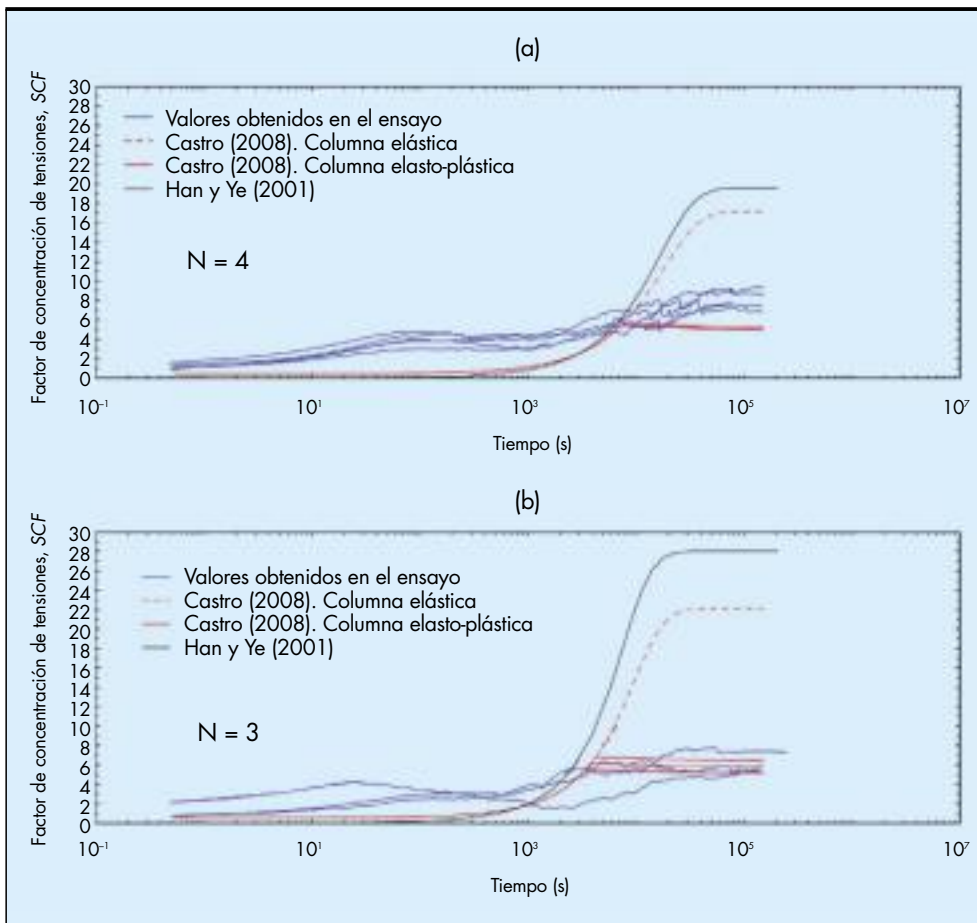 (a)
Factor de concentración de tensiones, SCF
30
28
26
24
22
20
18
16
14
12
10
8
6
4
2
0
Valores obtenidos en el ensayo
Castro (2008). Columna elástica
Castro (2008). Columna elasto-plástica
Han y Ye (2001)
N = 4
10⁻¹ 10¹ 10³ 10⁵ 10⁷
Tiempo (s)
(b)
Factor de concentración de tensiones, SCF
30
28
26
24
22
20
18
16
14
12
10
8
6
4
2
0
Valores obtenidos en el ensayo
Castro (2008). Columna elástica
Castro (2008). Columna elasto-plástica
Han y Ye (2001)
N = 3
10⁻¹ 10¹ 10³ 10⁵ 10⁷
Tiempo (s)